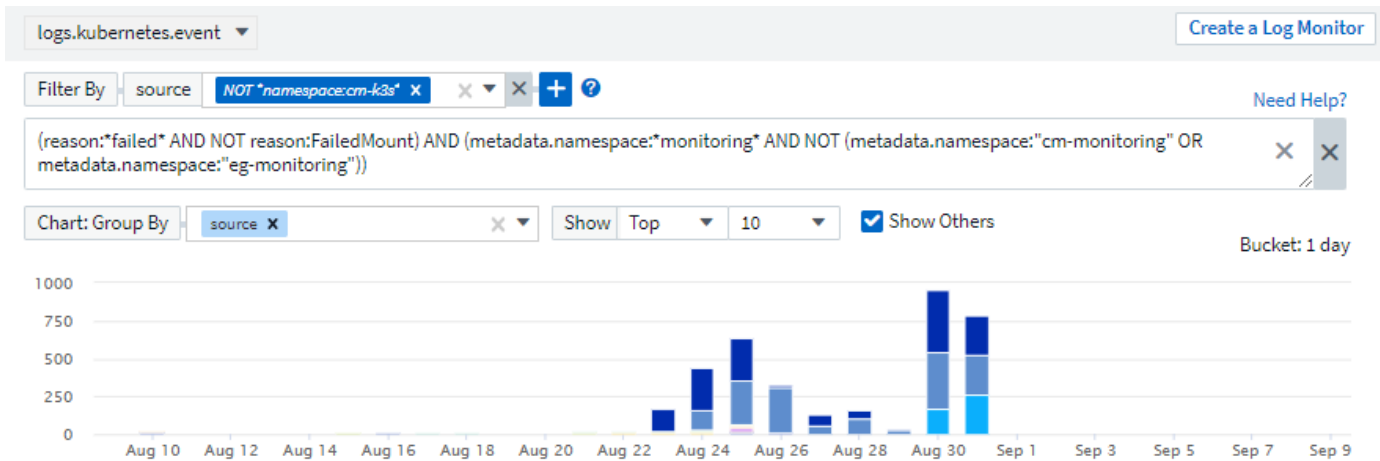 logs.kubernetes.event
Create a Log Monitor
Filter By source NOT "namespace:cm-k3s" X
Need Help?
(reason:*failed* AND NOT reason:FailedMount) AND (metadata.namespace:*monitoring* AND NOT (metadata.namespace:"cm-monitoring" OR
metadata.namespace:"eg-monitoring"))
Chart: Group By source X Show Top 10 Show Others
Bucket: 1 day
1000
750
500
250
0
Aug 10 Aug 12 Aug 14 Aug 16 Aug 18 Aug 20 Aug 22 Aug 24 Aug 26 Aug 28 Aug 30 Sep 1 Sep 3 Sep 5 Sep 7 Sep 9